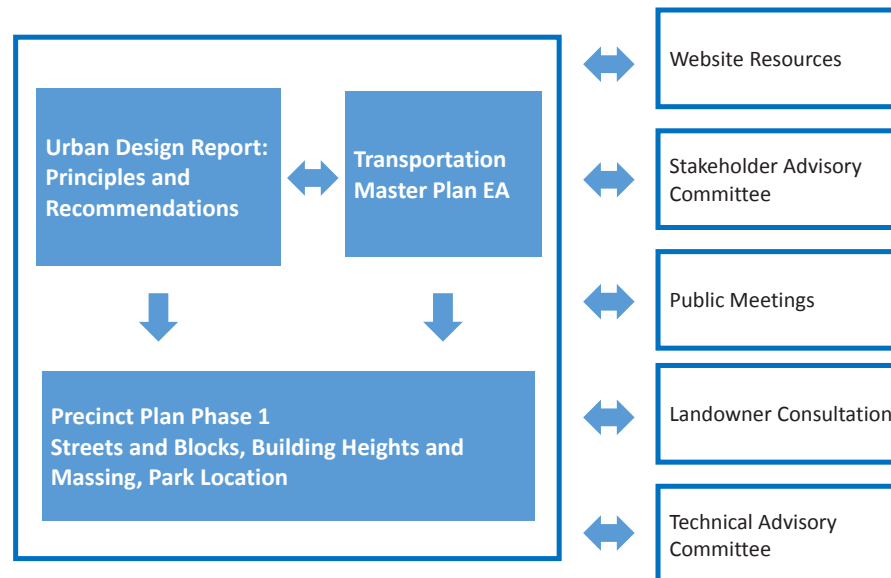 Urban Design Report:
Principles and
Recommendations
Transportation
Master Plan EA
Precinct Plan Phase 1
Streets and Blocks, Building Heights and
Massing, Park Location
Website Resources
Stakeholder Advisory
Committee
Public Meetings
Landowner Consultation
Technical Advisory
Committee